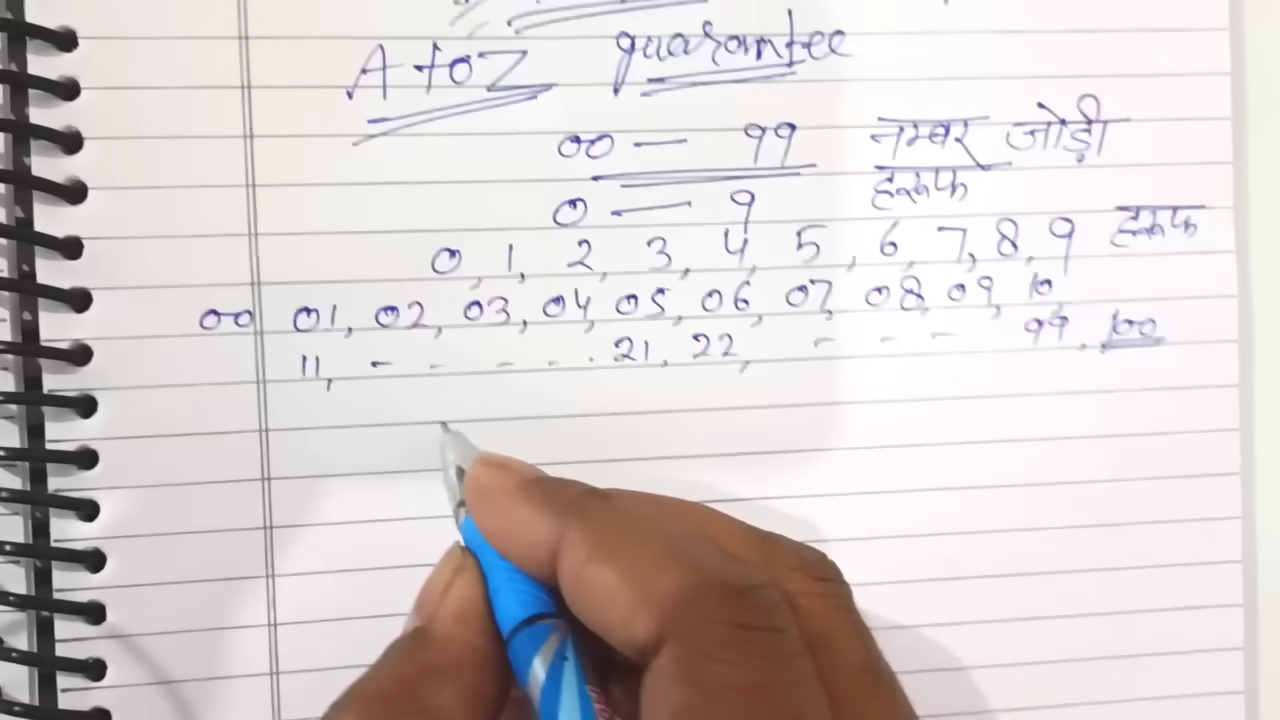 A to Z guarantee
00 — 99 नम्बर जोड़ी
0 — 9 हरूफ
0, 1, 2, 3, 4, 5, 6, 7, 8, 9 हरूफ
00 01, 02, 03, 04, 05, 06, 07, 08, 09, 10,
11, - - - . . . 21, 22, - - - 99, 100